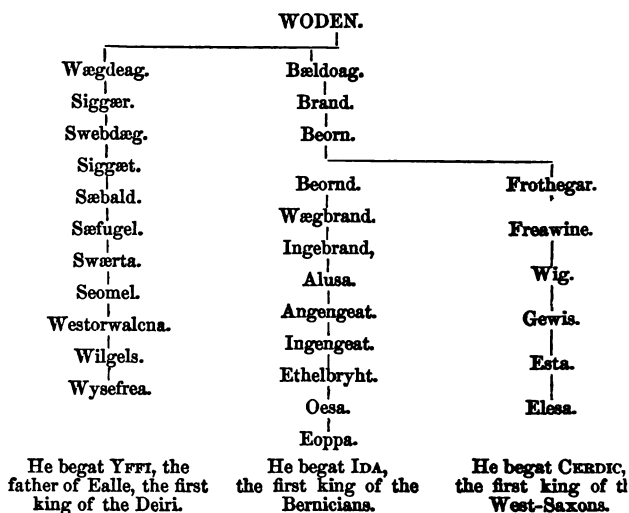 WODEN.
Wægdeag.
Siggær.
Swebdæg.
Siggæt.
Sæbald.
Sæfugel.
Swærta.
Seomel.
Westorwalcna.
Wilgels.
Wysefrea.
He begat YFFI, the
father of Ealle, the first
king of the Deiri.
Bældoag.
Brand.
Beorn.
Beornd.
Wægbrand.
Ingebrand,
Alusa.
Angengeat.
Ingengeat.
Ethelbryht.
Oesa.
Eoppa.
He begat IDA,
the first king of the
Bernicians.
Frothegar.
Freawine.
Wig.
Gewis.
Esta.
Elesa.
He begat CERDIC,
the first king of th
West-Saxons.